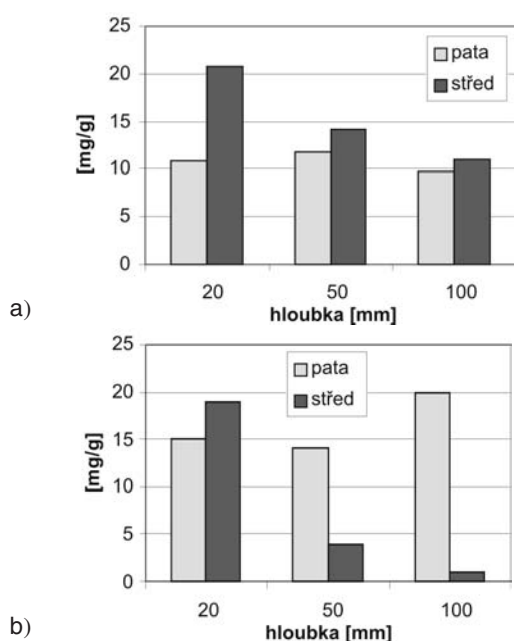 a)
[mg/g]
25
20
15
10
5
0
pata
střed
20 50 100
hloubka [mm]
b)
[mg/g]
25
20
15
10
5
0
pata
střed
20 50 100
hloubka [mm]